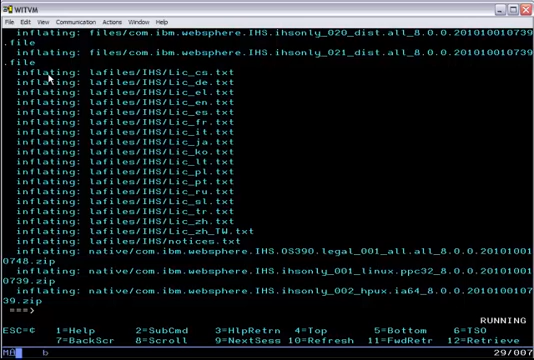 WITVM
File Edit View Communication Actions Window Help
inflating: files/com.ibm.websphere.IHS.ihsonly_020_dist.all_8.0.0.201010010739
.file
inflating: files/com.ibm.websphere.IHS.ihsonly_021_dist.all_8.0.0.201010010739
.file
inflating: lafiles/IHS/Lic_cs.txt
inflating: lafiles/IHS/Lic_de.txt
inflating: lafiles/IHS/Lic_el.txt
inflating: lafiles/IHS/Lic_en.txt
inflating: lafiles/IHS/Lic_es.txt
inflating: lafiles/IHS/Lic_fr.txt
inflating: lafiles/IHS/Lic_it.txt
inflating: lafiles/IHS/Lic_ja.txt
inflating: lafiles/IHS/Lic_ko.txt
inflating: lafiles/IHS/Lic_lt.txt
inflating: lafiles/IHS/Lic_pl.txt
inflating: lafiles/IHS/Lic_pt.txt
inflating: lafiles/IHS/Lic_ru.txt
inflating: lafiles/IHS/Lic_sl.txt
inflating: lafiles/IHS/Lic_tr.txt
inflating: lafiles/IHS/Lic_zh.txt
inflating: lafiles/IHS/Lic_zh_TW.txt
inflating: lafiles/IHS/notices.txt
inflating: native/com.ibm.websphere.IHS.OS390.legal_001_all.all_8.0.0.20101001
0748.zip
inflating: native/com.ibm.websphere.IHS.ihsonly_001_linux.ppc32_8.0.0.20101001
0739.zip
inflating: native/com.ibm.websphere.IHS.ihsonly_002_hpux.ia64_8.0.0.2010010107
39.zip
===>
RUNNING
ESC=¢ 1=Help 2=SubCmd 3=HlpRetrn 4=Top 5=Bottom 6=TSO
7=BackScr 8=Scroll 9=NextSess 10=Refresh 11=FwdRetr 12=Retrieve
b 29/007